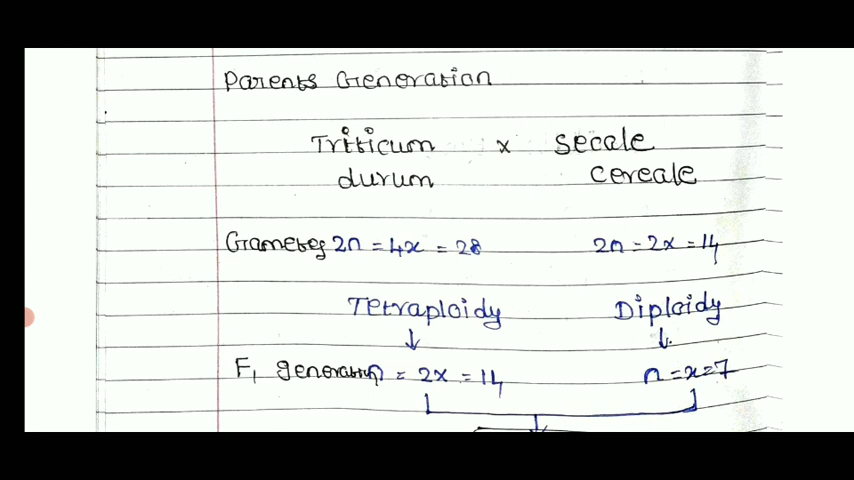 Parents Generation
Triticum x secale
durum cereale
Grametes 2n = 4x = 28 2n = 2x = 14
Tetraploidy Diploidy
↓ ↓
F1 generation n = 2x = 14 n = x = 7